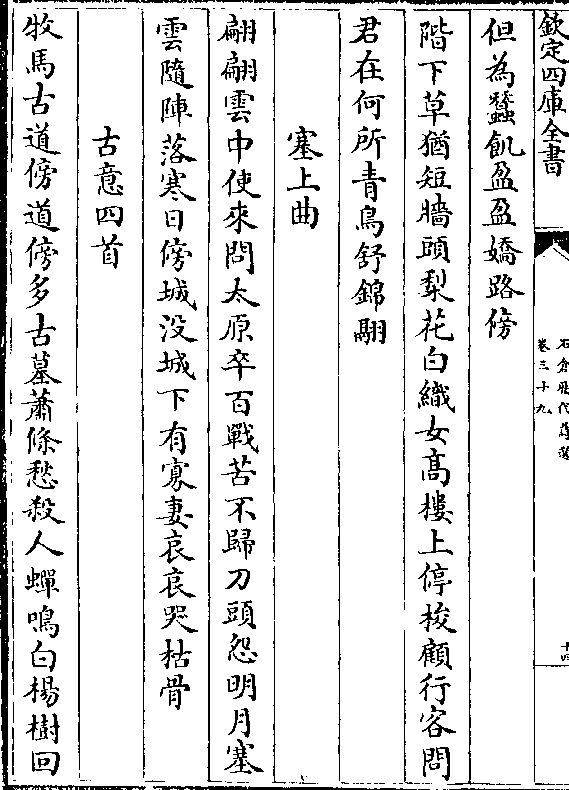 欽定四庫全書
石倉歷代詩選
卷三十九
十四
但為蠶飢盈盈嬌路傍
階下草猶短牆頭梨花白織女高樓上停梭顧行客問
君在何所青鳥舒錦翮
塞上曲
翩翩雲中使來問太原卒百戰苦不歸刀頭怨明月塞
雲隨陣落寒日傍城没城下有寡妻哀哀哭枯骨
古意四首
牧馬古道傍道傍多古墓蕭條愁殺人蟬鳴白楊樹回